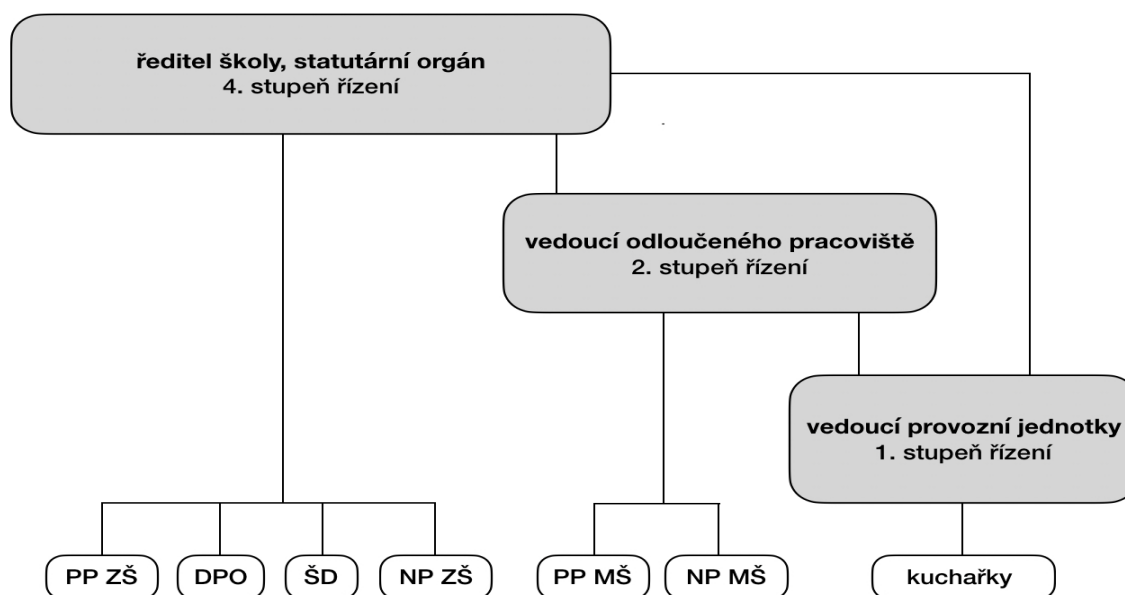 ředitel školy, statutární orgán
4. stupeň řízení
vedoucí odloučeného pracoviště
2. stupeň řízení
vedoucí provozní jednotky
1. stupeň řízení
PP ZŠ
DPO
ŠD
NP ZŠ
PP MŠ
NP MŠ
kuchařky